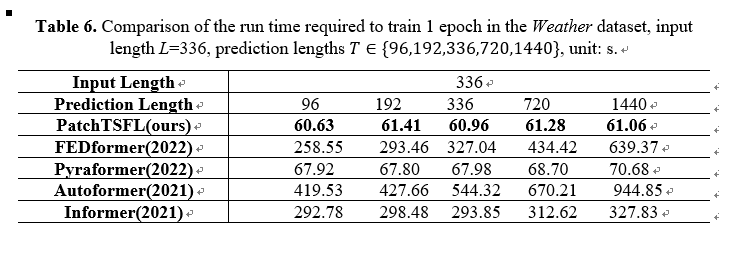 Table 6. Comparison of the run time required to train 1 epoch in the Weather dataset, input
length L=336, prediction lengths T ∈ {96,192,336,720,1440}, unit: s.
Input Length 336
Prediction Length 96 192 336 720 1440
PatchTSFL(ours) 60.63 61.41 60.96 61.28 61.06
FEDformer(2022) 258.55 293.46 327.04 434.42 639.37
Pyraformer(2022) 67.92 67.80 67.98 68.70 70.68
Autoformer(2021) 419.53 427.66 544.32 670.21 944.85
Informer(2021) 292.78 298.48 293.85 312.62 327.83